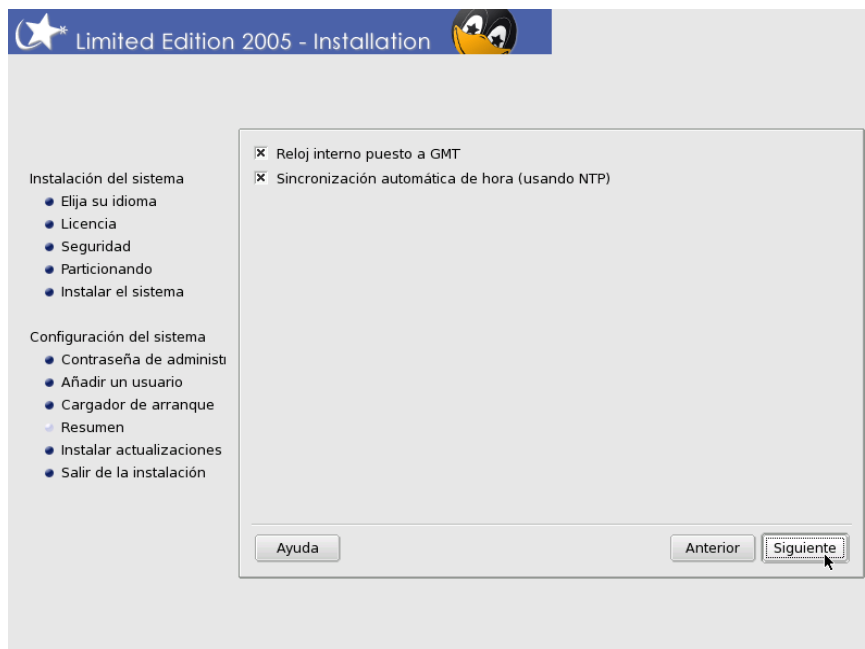 Limited Edition 2005 - Installation
Instalación del sistema
Elija su idioma
Licencia
Seguridad
Particionando
Instalar el sistema
Configuración del sistema
Contraseña de administr
Añadir un usuario
Cargador de arranque
Resumen
Instalar actualizaciones
Salir de la instalación
Reloj interno puesto a GMT
Sincronización automática de hora (usando NTP)
Ayuda
Anterior
Siguiente